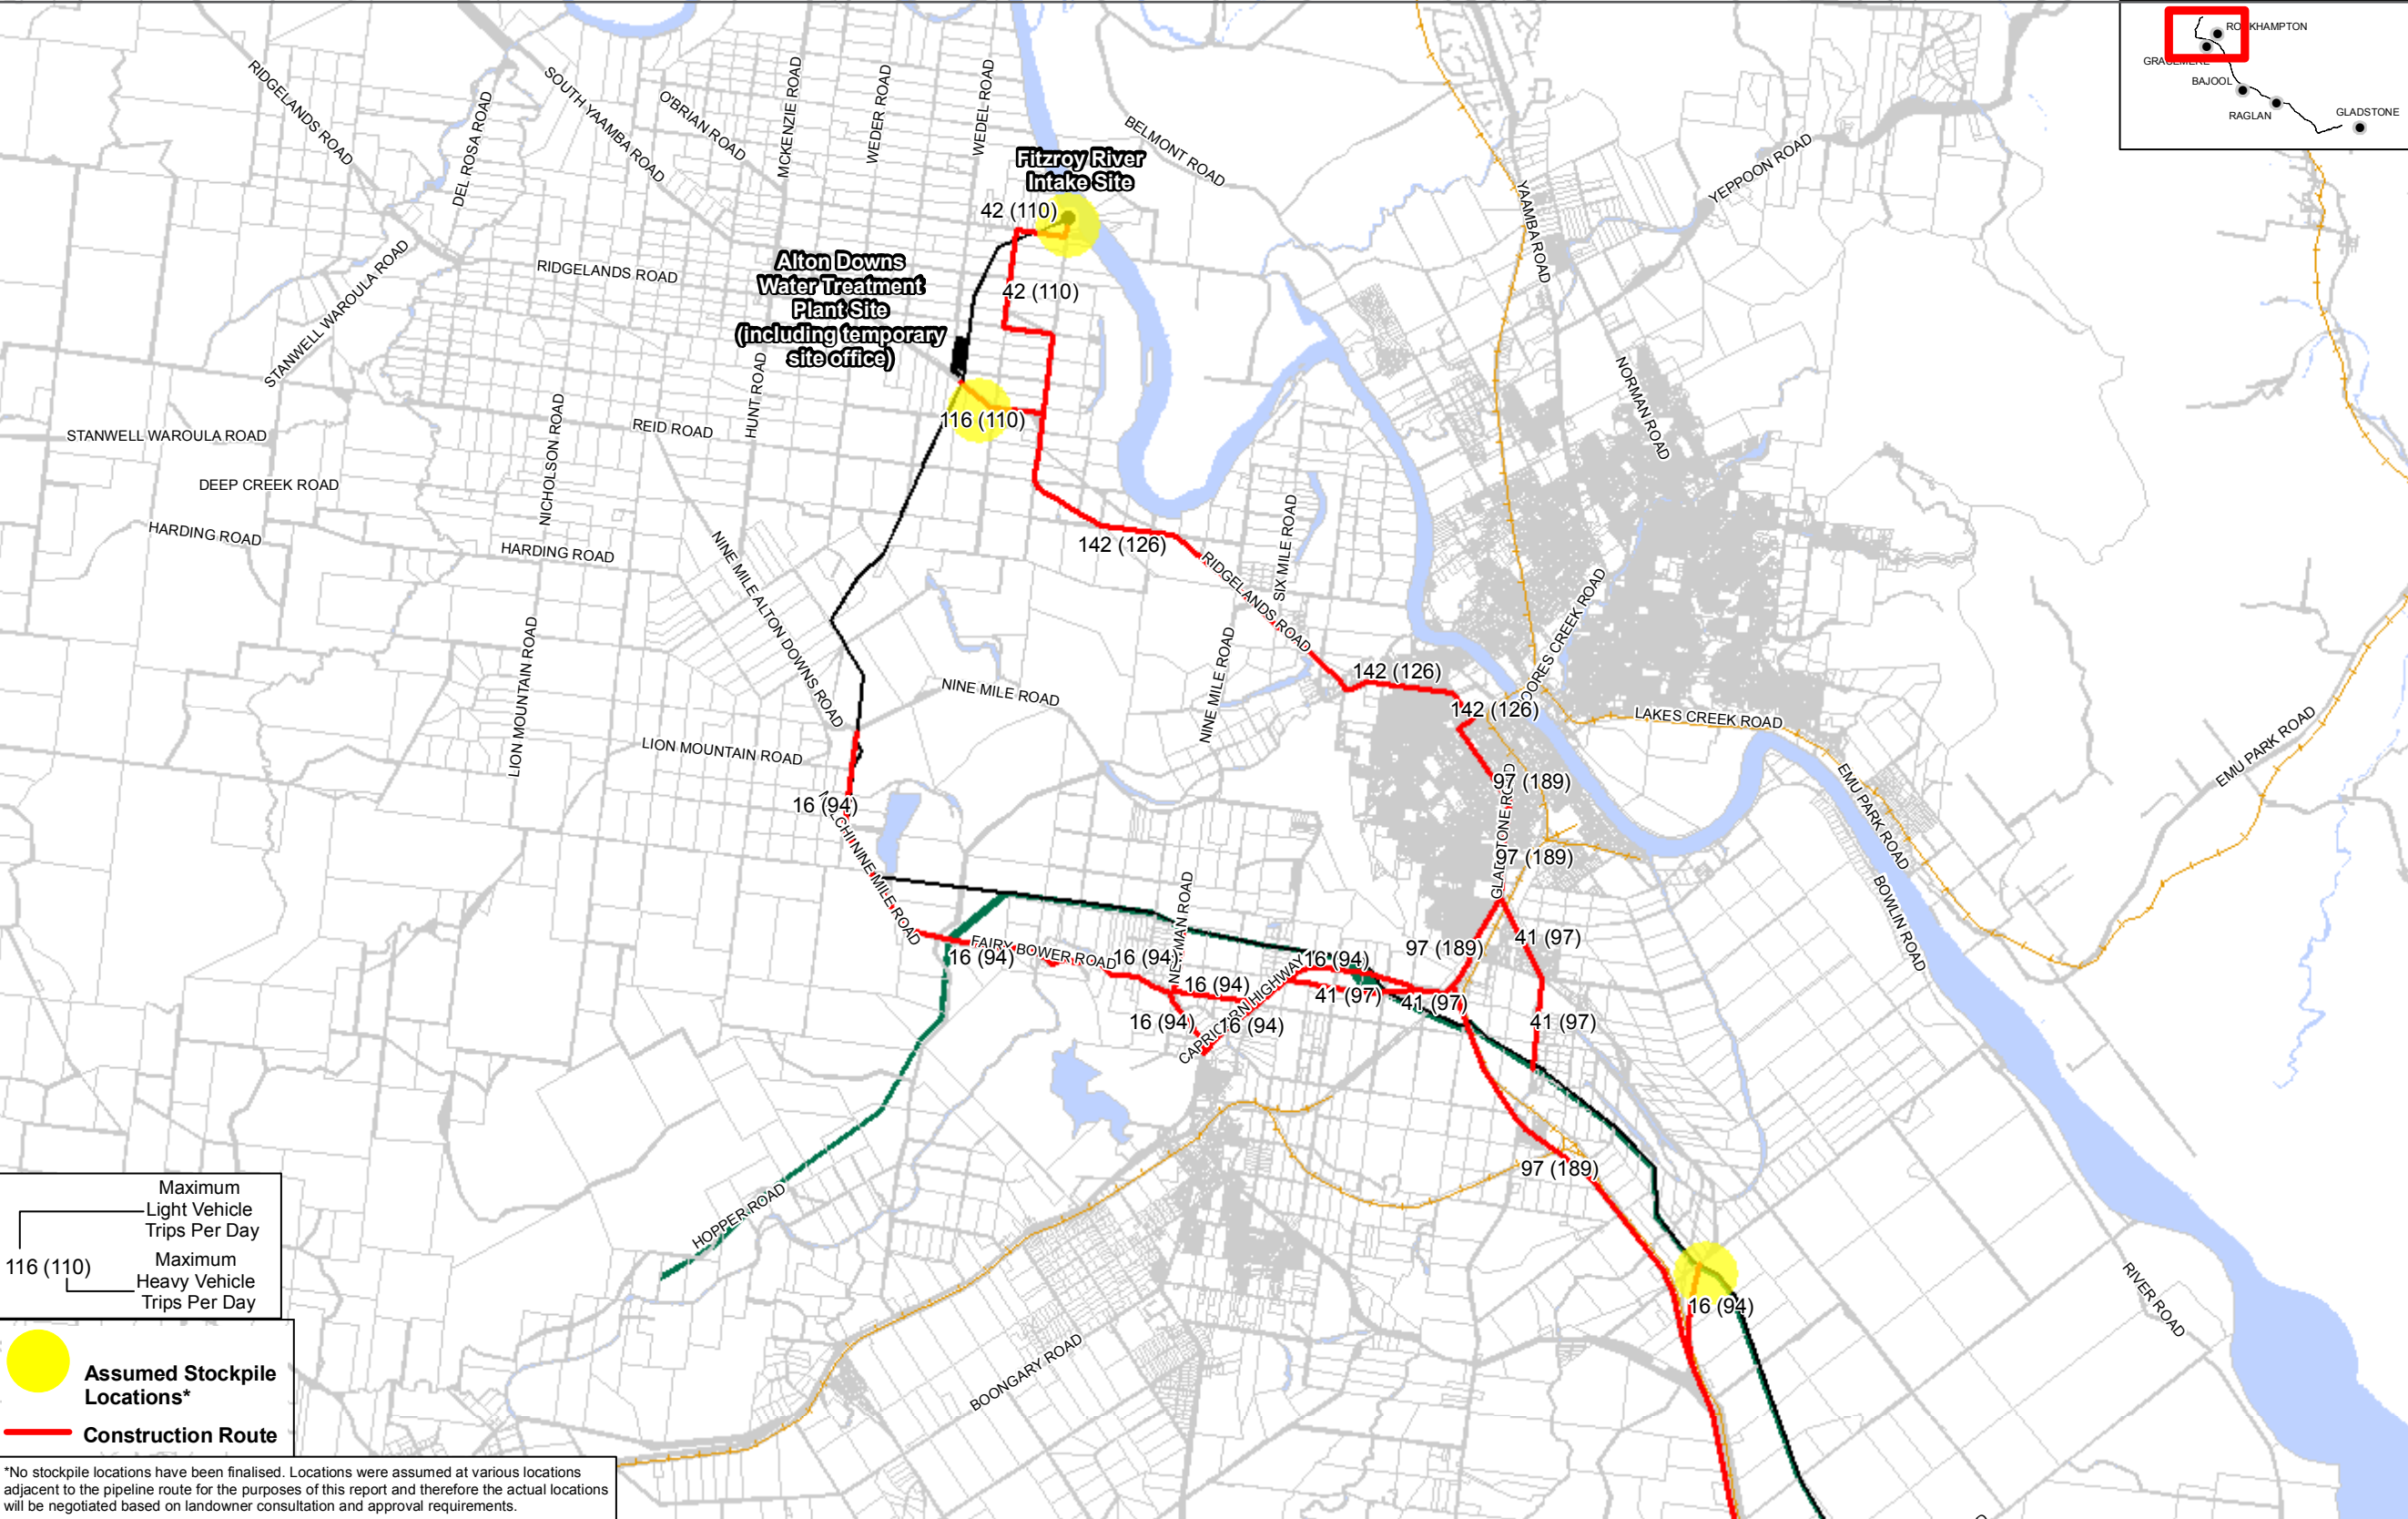 ROCKHAMPTON
BAJOOL
RAGLAN
GLADSTONE
RIDGELANDS ROAD
DEL ROSA ROAD
SOUTH YAAMBA ROAD
O'BRIAN ROAD
MCKENZIE ROAD
WEDER ROAD
WEDEL ROAD
BELMONT ROAD
YAAMBA ROAD
YEPPOON ROAD
Fitzroy River
Intake Site
42 (110)
Alton Downs
Water Treatment
Plant Site
(including temporary
site office)
42 (110)
RIDGELANDS ROAD
STANWELL WAROULA ROAD
HUNT ROAD
NORMAN ROAD
116 (110)
REID ROAD
STANWELL WAROULA ROAD
NICHOLSON ROAD
DEEP CREEK ROAD
HARDING ROAD
HARDING ROAD
NINE MILE ALTON DOWNS ROAD
142 (126)
RIDGELANDS ROAD
SIX MILE ROAD
LION MOUNTAIN ROAD
NINE MILE ROAD
NINE MILE ROAD
142 (126)
142 (126)
LAKES CREEK ROAD
LION MOUNTAIN ROAD
97 (189)
EMU PARK ROAD
EMU PARK ROAD
16 (94)
97 (189)
BOWLIN ROAD
FAIRY BOWER ROAD
16 (94)
16 (94)
16 (94)
16 (94)
97 (189)
41 (97)
16 (94)
41 (97)
41 (97)
16 (94)
41 (97)
CAPRICORN HIGHWAY
97 (189)
HOPPER ROAD
16 (94)
RIVER ROAD
BOONGARY ROAD
Maximum
Light Vehicle
Trips Per Day
116 (110)
Maximum
Heavy Vehicle
Trips Per Day
Assumed Stockpile
Locations*
Construction Route
*No stockpile locations have been finalised. Locations were assumed at various locations
adjacent to the pipeline route for the purposes of this report and therefore the actual locations
will be negotiated based on landowner consultation and approval requirements.